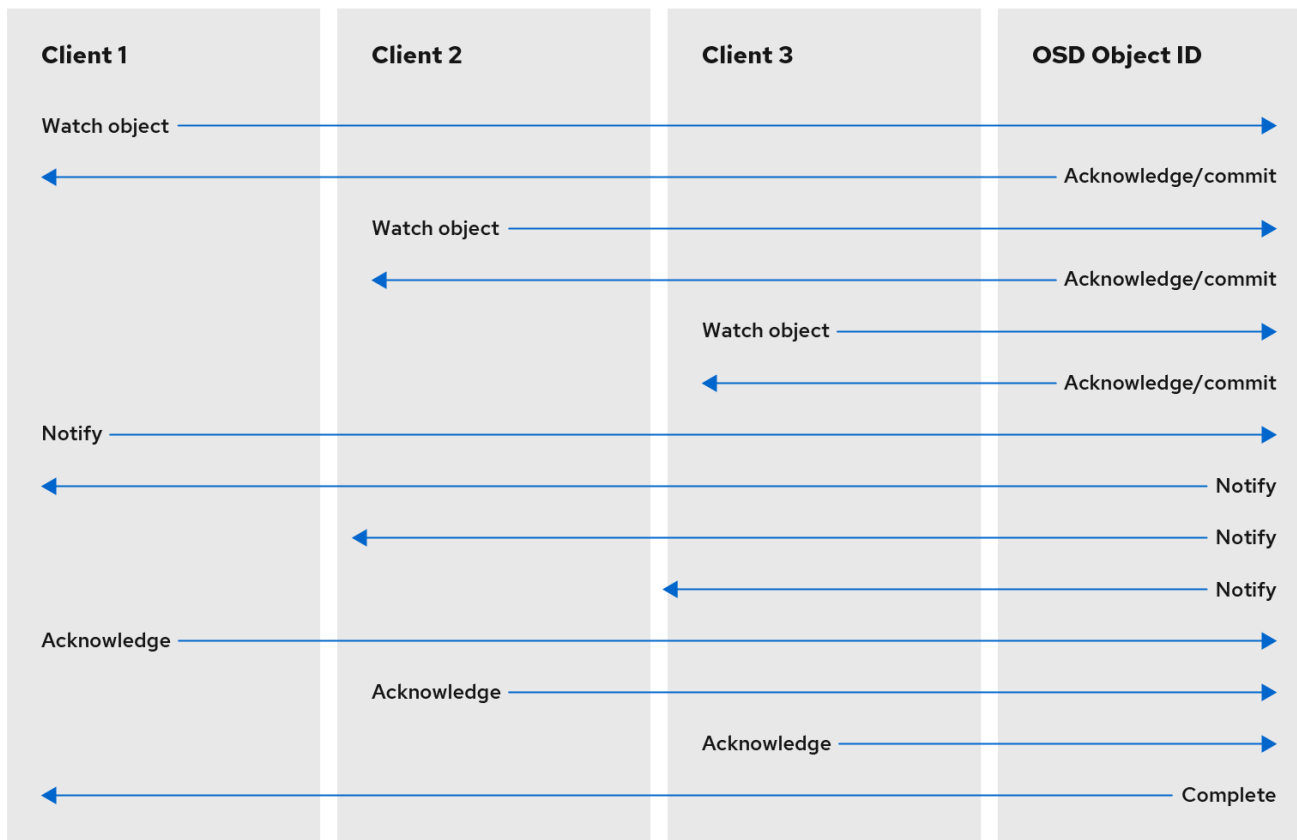 Client 1
Client 2
Client 3
OSD Object ID
Watch object
Acknowledge/commit
Watch object
Acknowledge/commit
Watch object
Acknowledge/commit
Notify
Notify
Notify
Notify
Acknowledge
Acknowledge
Acknowledge
Complete